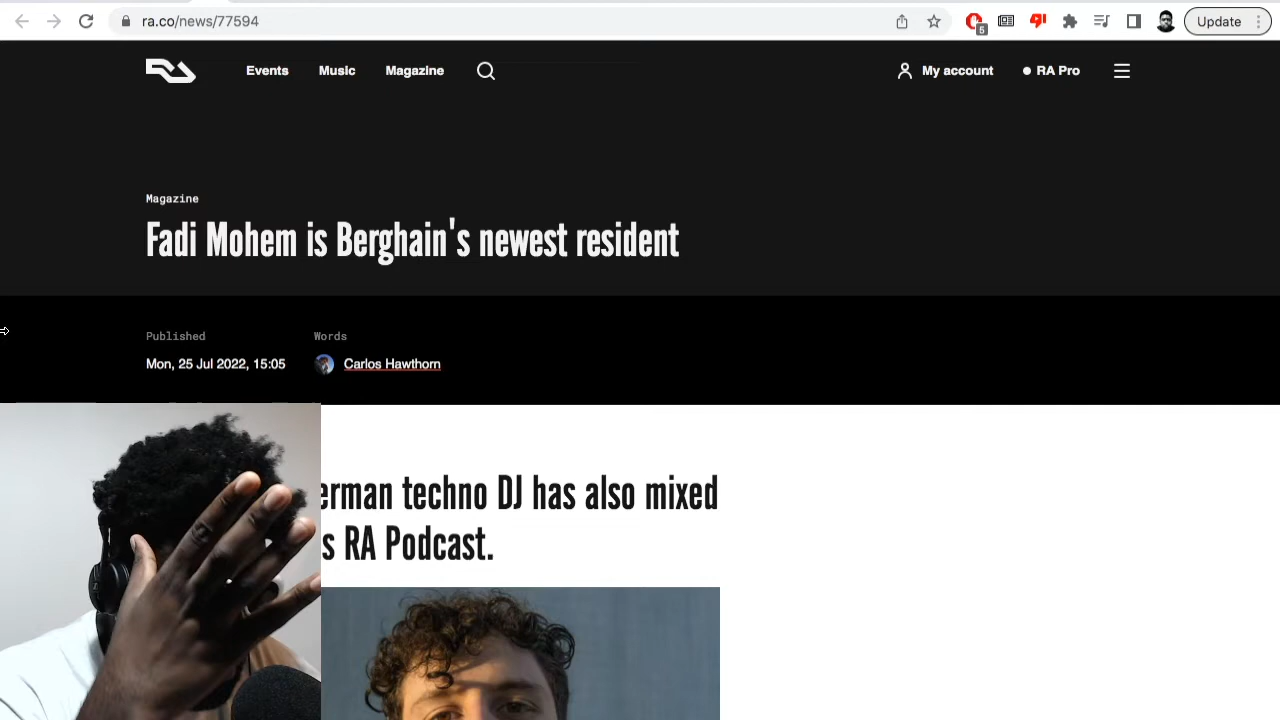 ra.co/news/77594
5
Update
Events
Music
Magazine
My account
RA Pro
Magazine
Fadi Mohem is Berghain's newest resident
Published
Words
Mon, 25 Jul 2022, 15:05
Carlos Hawthorn
erman techno DJ has also mixed
s RA Podcast.